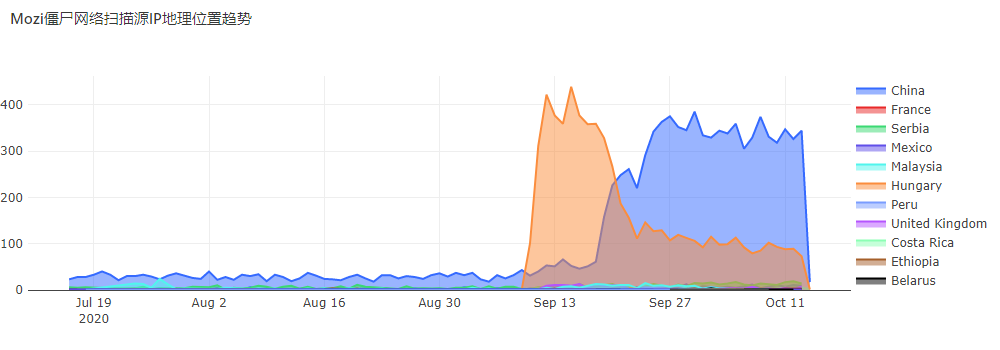 Mozi僵尸网络扫描源IP地理位置趋势
400
300
200
100
0
Jul 19
2020
Aug 2
Aug 16
Aug 30
Sep 13
Sep 27
Oct 11
China
France
Serbia
Mexico
Malaysia
Hungary
Peru
United Kingdom
Costa Rica
Ethiopia
Belarus